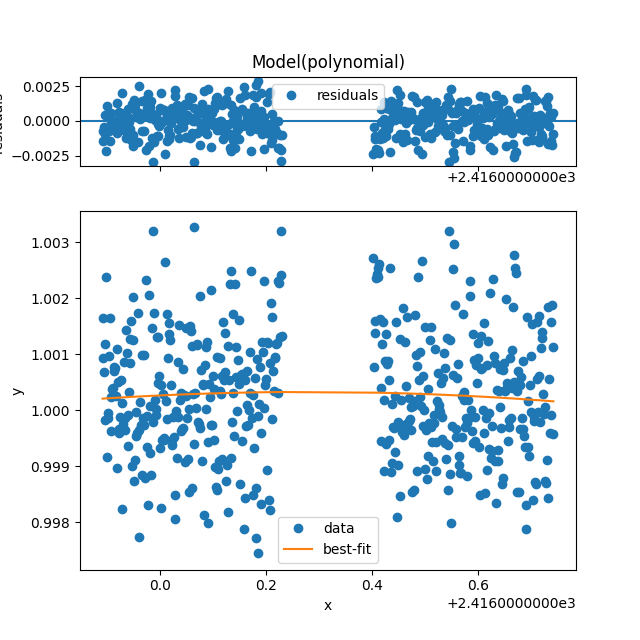 Model(polynomial)
0.0025
0.0000
−0.0025
residuals
residuals
+2.4160000000e3
1.003
1.002
1.001
1.000
0.999
0.998
y
data
best-fit
0.0
0.2
0.4
0.6
x
+2.4160000000e3